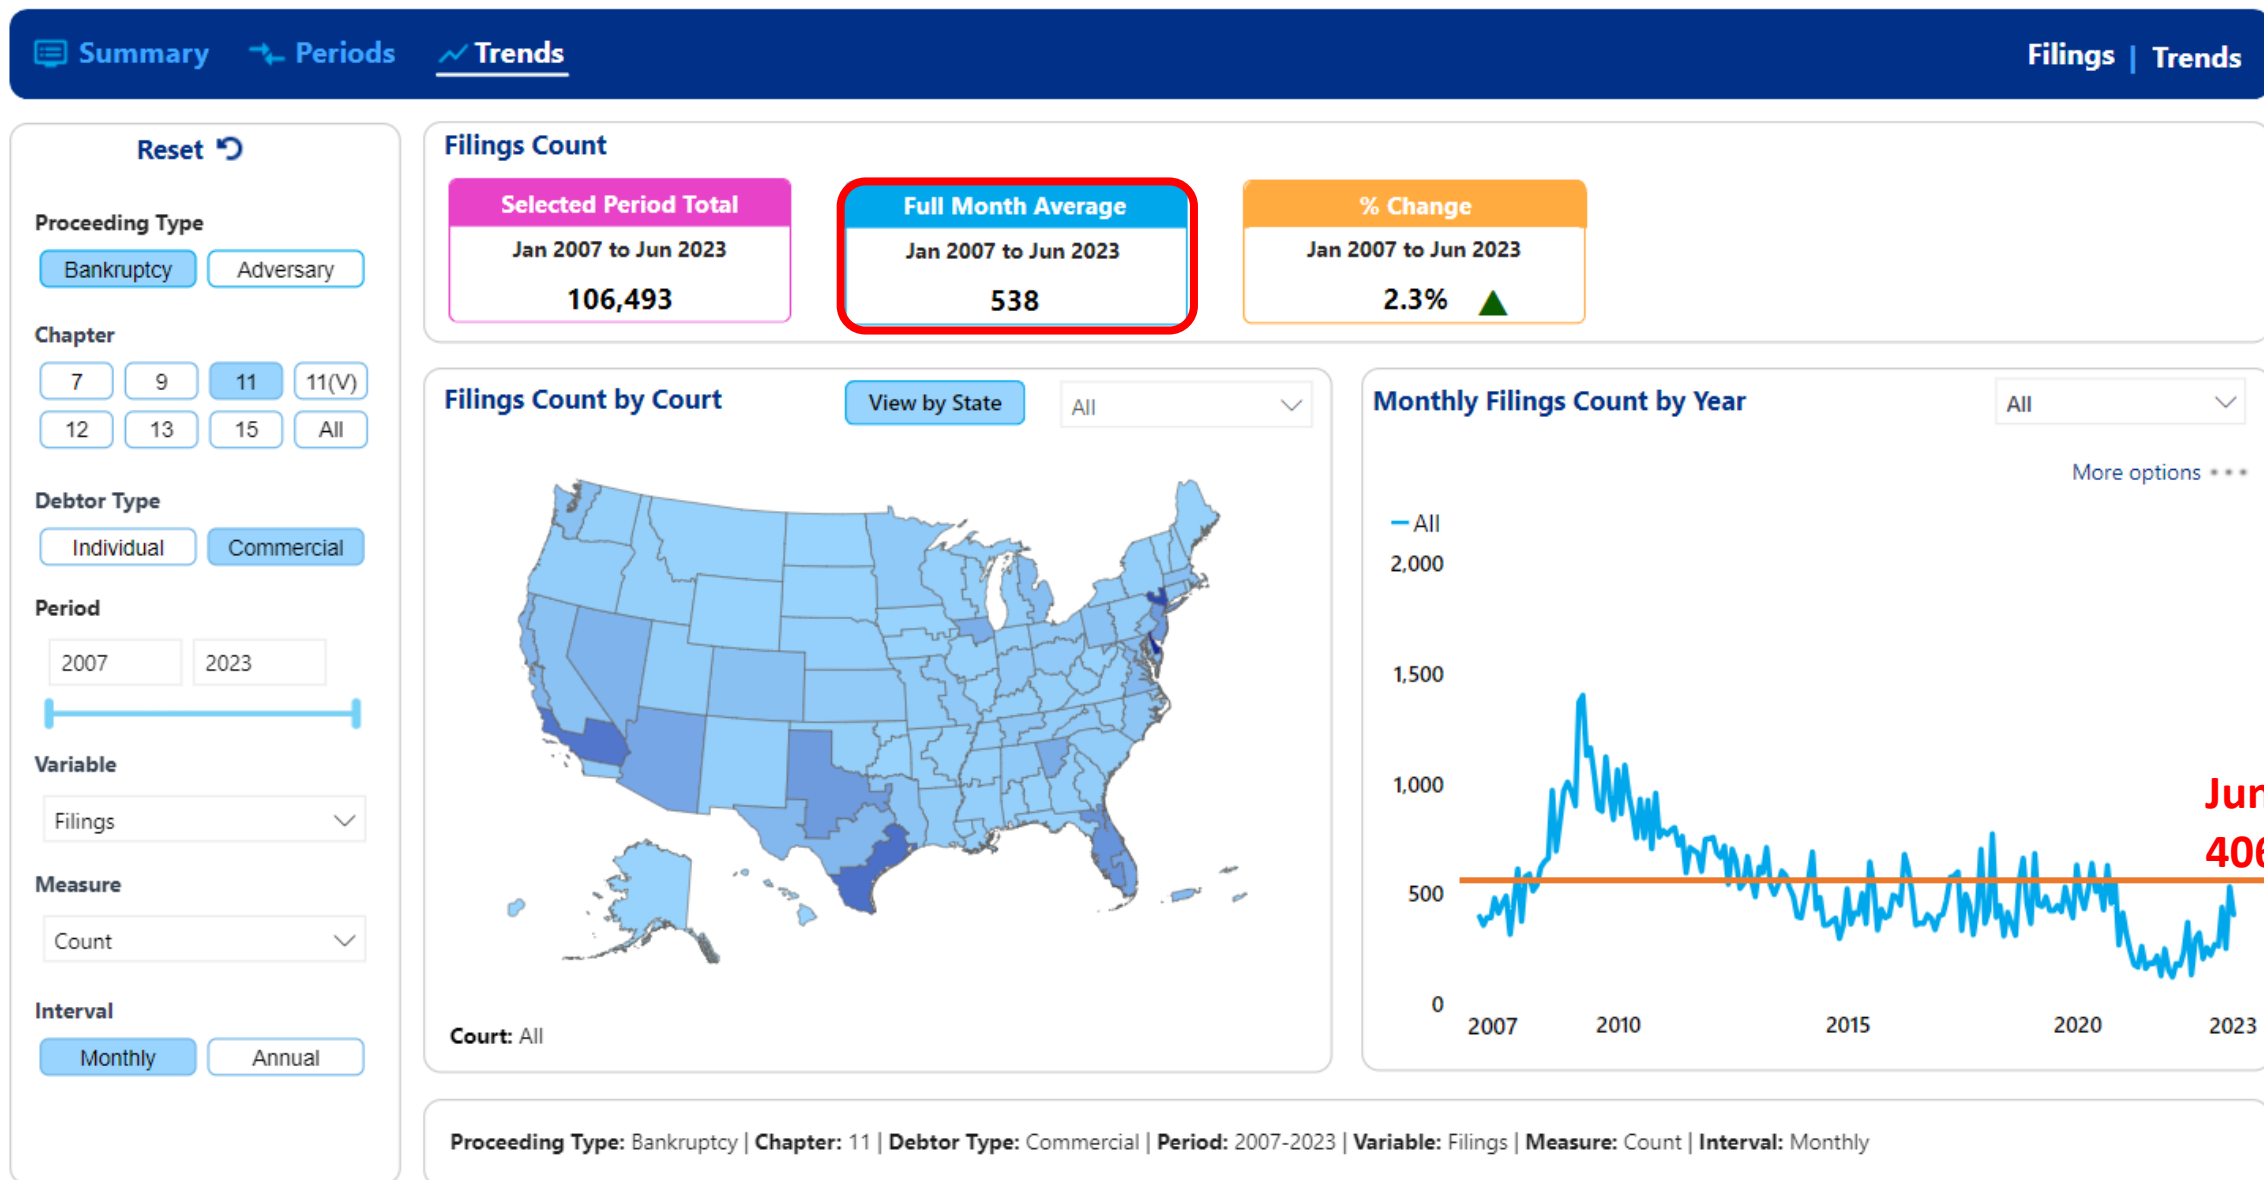 Summary Periods Trends Filings | Trends
Reset
Proceeding Type
Bankruptcy Adversary
Chapter
7 9 11 11(V)
12 13 15 All
Debtor Type
Individual Commercial
Period
2007 2023
Variable
Filings
Measure
Count
Interval
Monthly Annual
Filings Count
Selected Period Total
Jan 2007 to Jun 2023
106,493
Full Month Average
Jan 2007 to Jun 2023
538
% Change
Jan 2007 to Jun 2023
2.3%
Filings Count by Court View by State All
Court: All
Monthly Filings Count by Year All
More options
All
2,000
1,500
1,000
500
0
2007 2010 2015 2020 2023
Jun
406
Proceeding Type: Bankruptcy | Chapter: 11 | Debtor Type: Commercial | Period: 2007-2023 | Variable: Filings | Measure: Count | Interval: Monthly